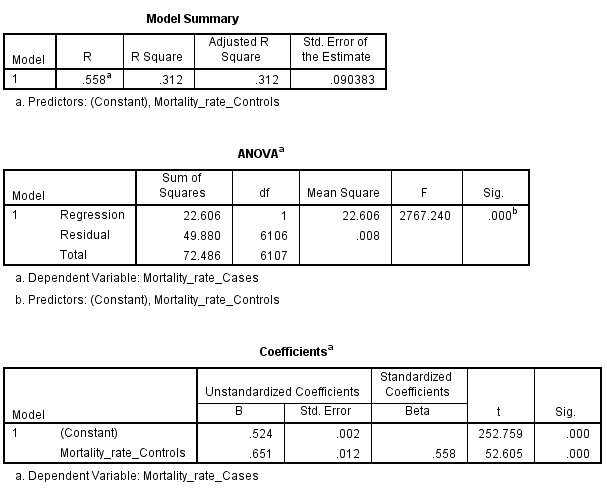 Model Summary
Model R R Square Adjusted R Square Std. Error of the Estimate
1 .558a .312 .312 .090383
a. Predictors: (Constant), Mortality_rate_Controls
ANOVAa
Model Sum of Squares df Mean Square F Sig.
1 Regression 22.606 1 22.606 2767.240 .000b
Residual 49.880 6106 .008
Total 72.486 6107
a. Dependent Variable: Mortality_rate_Cases
b. Predictors: (Constant), Mortality_rate_Controls
Coefficientsa
Model Unstandardized Coefficients Standardized Coefficients t Sig.
B Std. Error Beta
1 (Constant) .524 .002 252.759 .000
Mortality_rate_Controls .651 .012 .558 52.605 .000
a. Dependent Variable: Mortality_rate_Cases